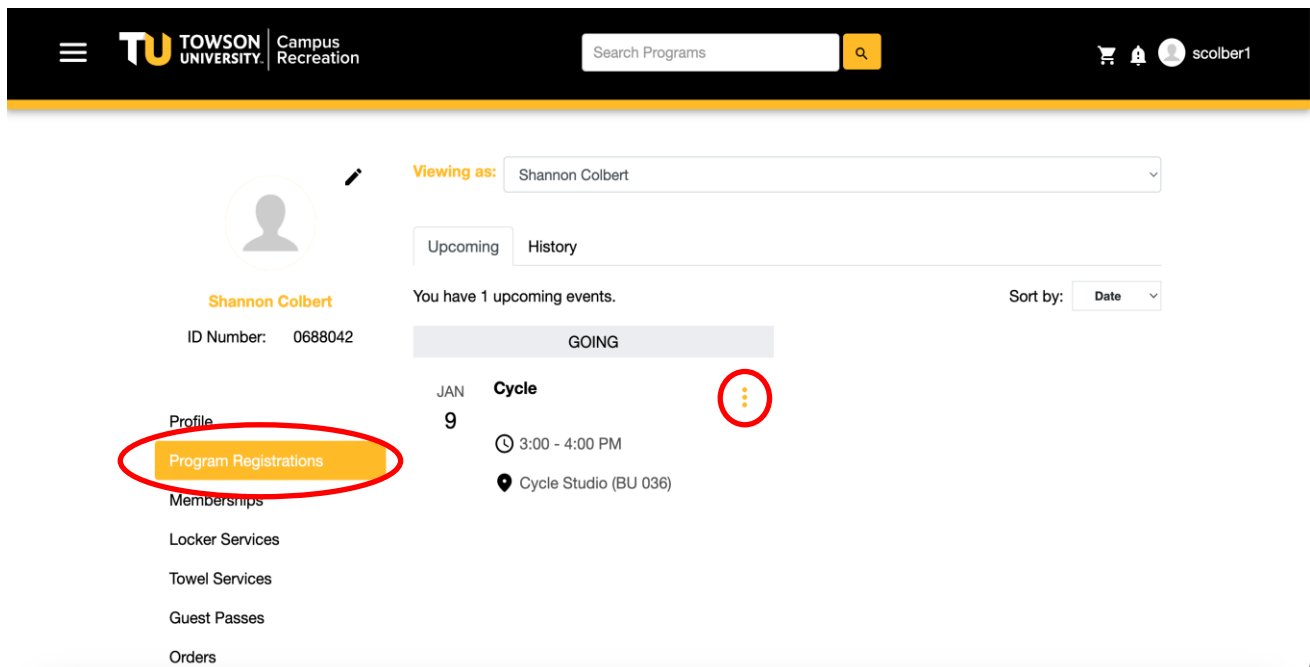 TU TOWSON UNIVERSITY. Campus Recreation
Search Programs
scolber1
Viewing as: Shannon Colbert
Upcoming History
Shannon Colbert
You have 1 upcoming events. Sort by: Date
ID Number: 0688042
GOING
JAN 9
Cycle
3:00 - 4:00 PM
Cycle Studio (BU 036)
Profile
Program Registrations
Memberships
Locker Services
Towel Services
Guest Passes
Orders